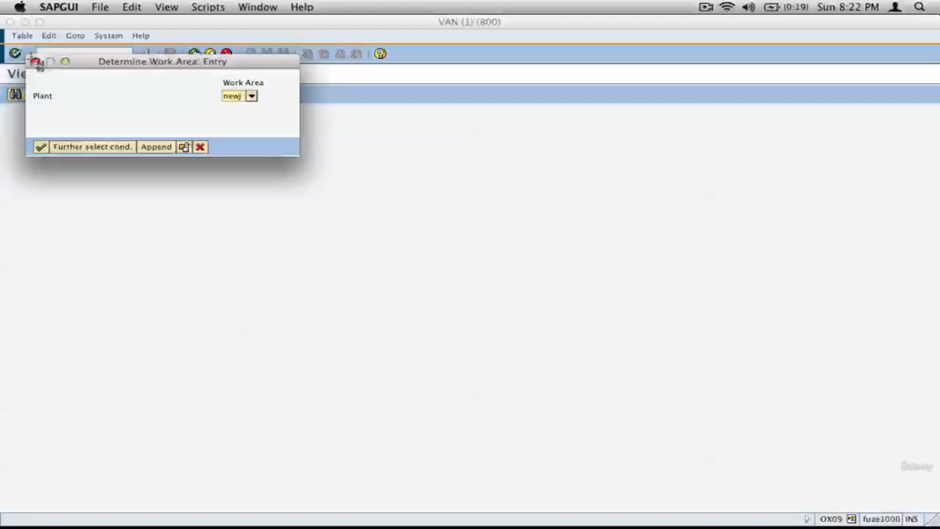 SAPGUI File Edit View Scripts Window Help (0:19) Sun 8:22 PM
VAN (1) (800)
Table Edit Goto System Help
Determine Work Area: Entry
Vie
Work Area
Plant newj
Further select cond. Append
Udemy
OX09 fuze1000 INS